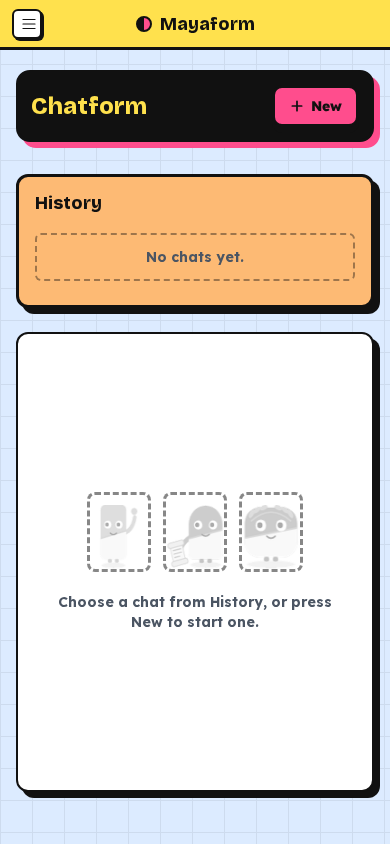 Mayaform
Chatform
+ New
History
No chats yet.
Choose a chat from History, or press
New to start one.